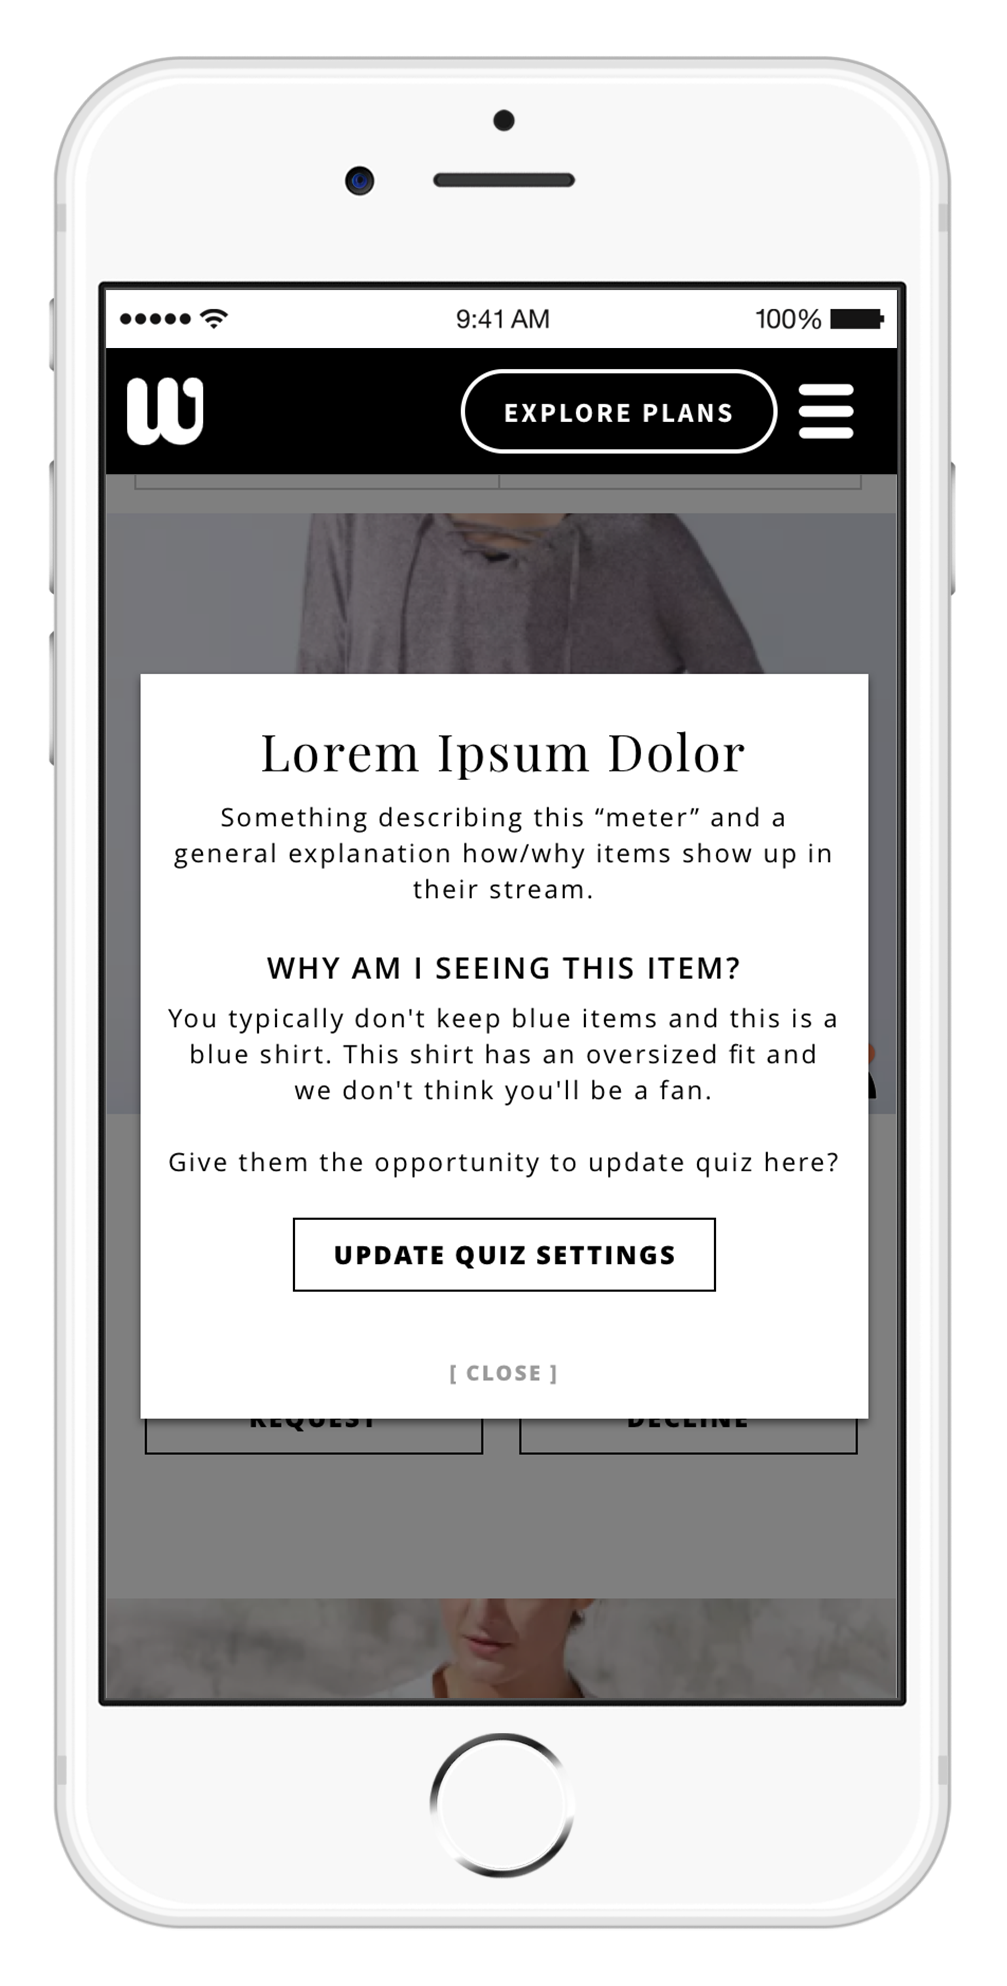 9:41 AM
100%
W
EXPLORE PLANS
Lorem Ipsum Dolor
Something describing this “meter” and a
general explanation how/why items show up in
their stream.
WHY AM I SEEING THIS ITEM?
You typically don't keep blue items and this is a
blue shirt. This shirt has an oversized fit and
we don't think you'll be a fan.
Give them the opportunity to update quiz here?
UPDATE QUIZ SETTINGS
[ CLOSE ]
REQUEST
DECLINE